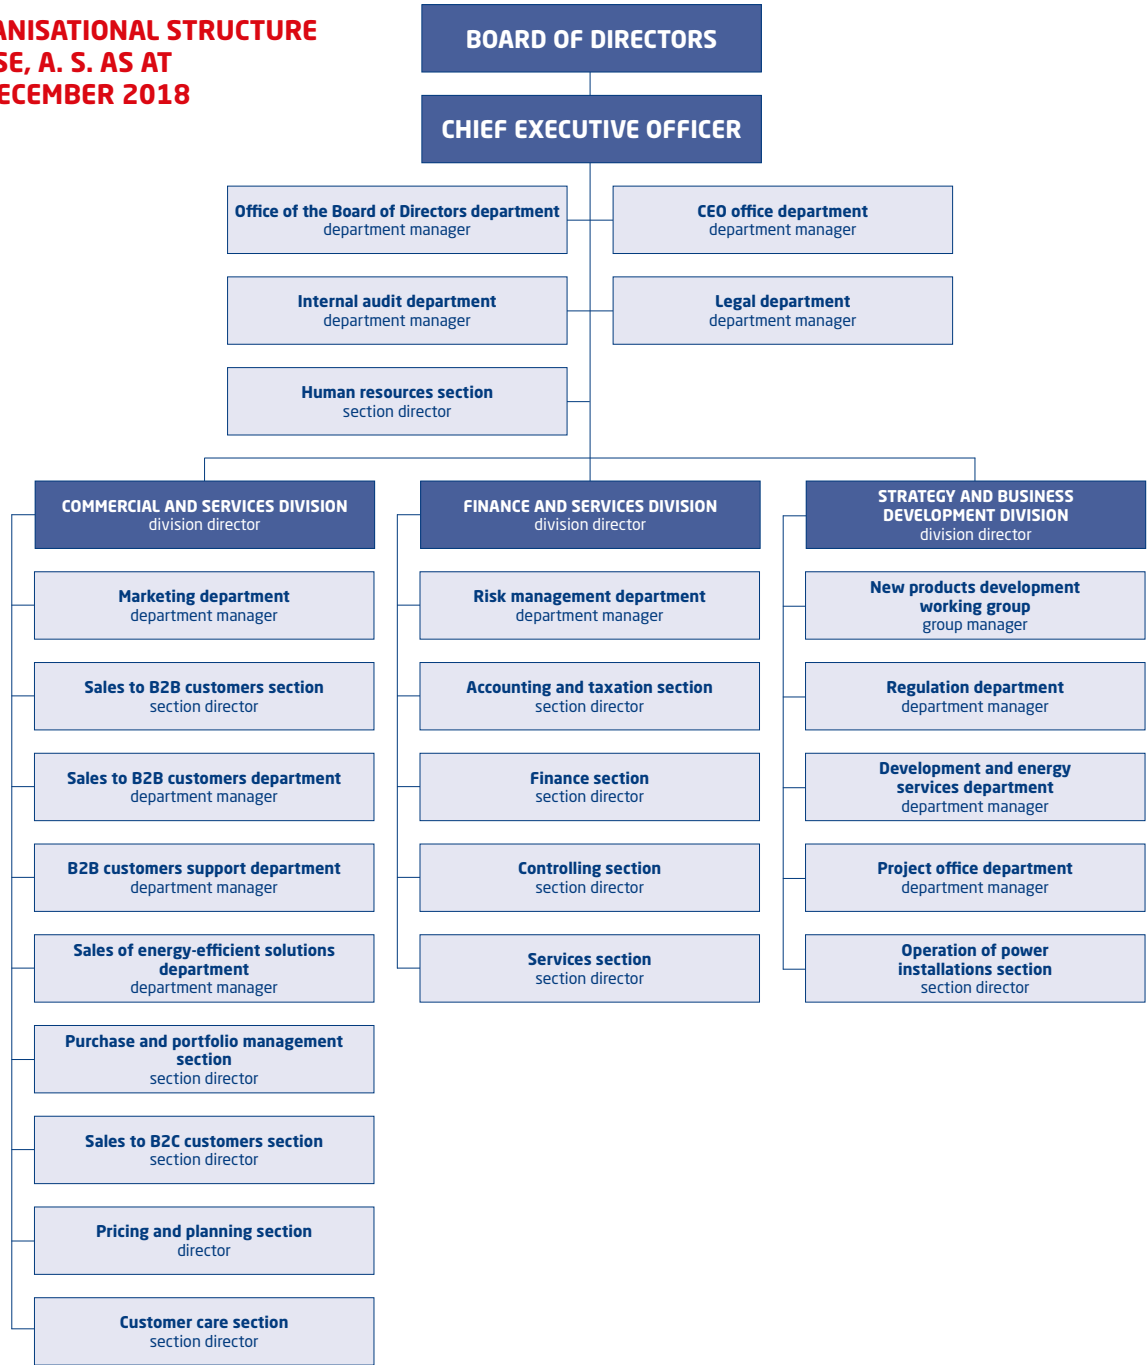 ANISATIONAL STRUCTURE
SE, A. S. AS AT
ECEMBER 2018
BOARD OF DIRECTORS
CHIEF EXECUTIVE OFFICER
Office of the Board of Directors department
department manager
CEO office department
department manager
Internal audit department
department manager
Legal department
department manager
Human resources section
section director
COMMERCIAL AND SERVICES DIVISION
division director
Marketing department
department manager
Sales to B2B customers section
section director
Sales to B2B customers department
department manager
B2B customers support department
department manager
Sales of energy-efficient solutions
department
department manager
Purchase and portfolio management
section
section director
Sales to B2C customers section
section director
Pricing and planning section
director
Customer care section
section director
FINANCE AND SERVICES DIVISION
division director
Risk management department
department manager
Accounting and taxation section
section director
Finance section
section director
Controlling section
section director
Services section
section director
STRATEGY AND BUSINESS
DEVELOPMENT DIVISION
division director
New products development
working group
group manager
Regulation department
department manager
Development and energy
services department
department manager
Project office department
department manager
Operation of power
installations section
section director